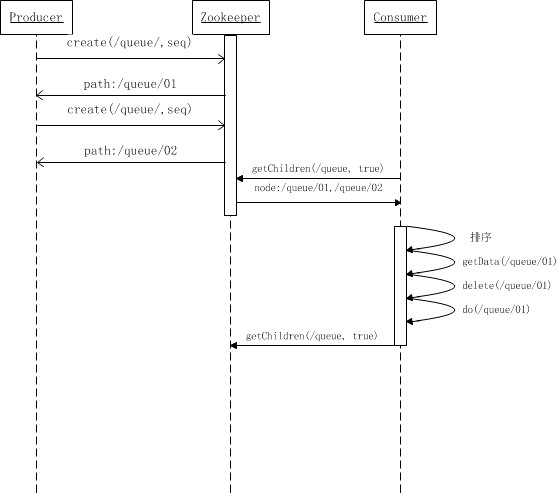 Producer
Zookeeper
Consumer
create(/queue/,seq)
path:/queue/01
create(/queue/,seq)
path:/queue/02
getChildren(/queue, true)
node:/queue/01,/queue/02
排序
getData(/queue/01)
delete(/queue/01)
do(/queue/01)
getChildren(/queue, true)